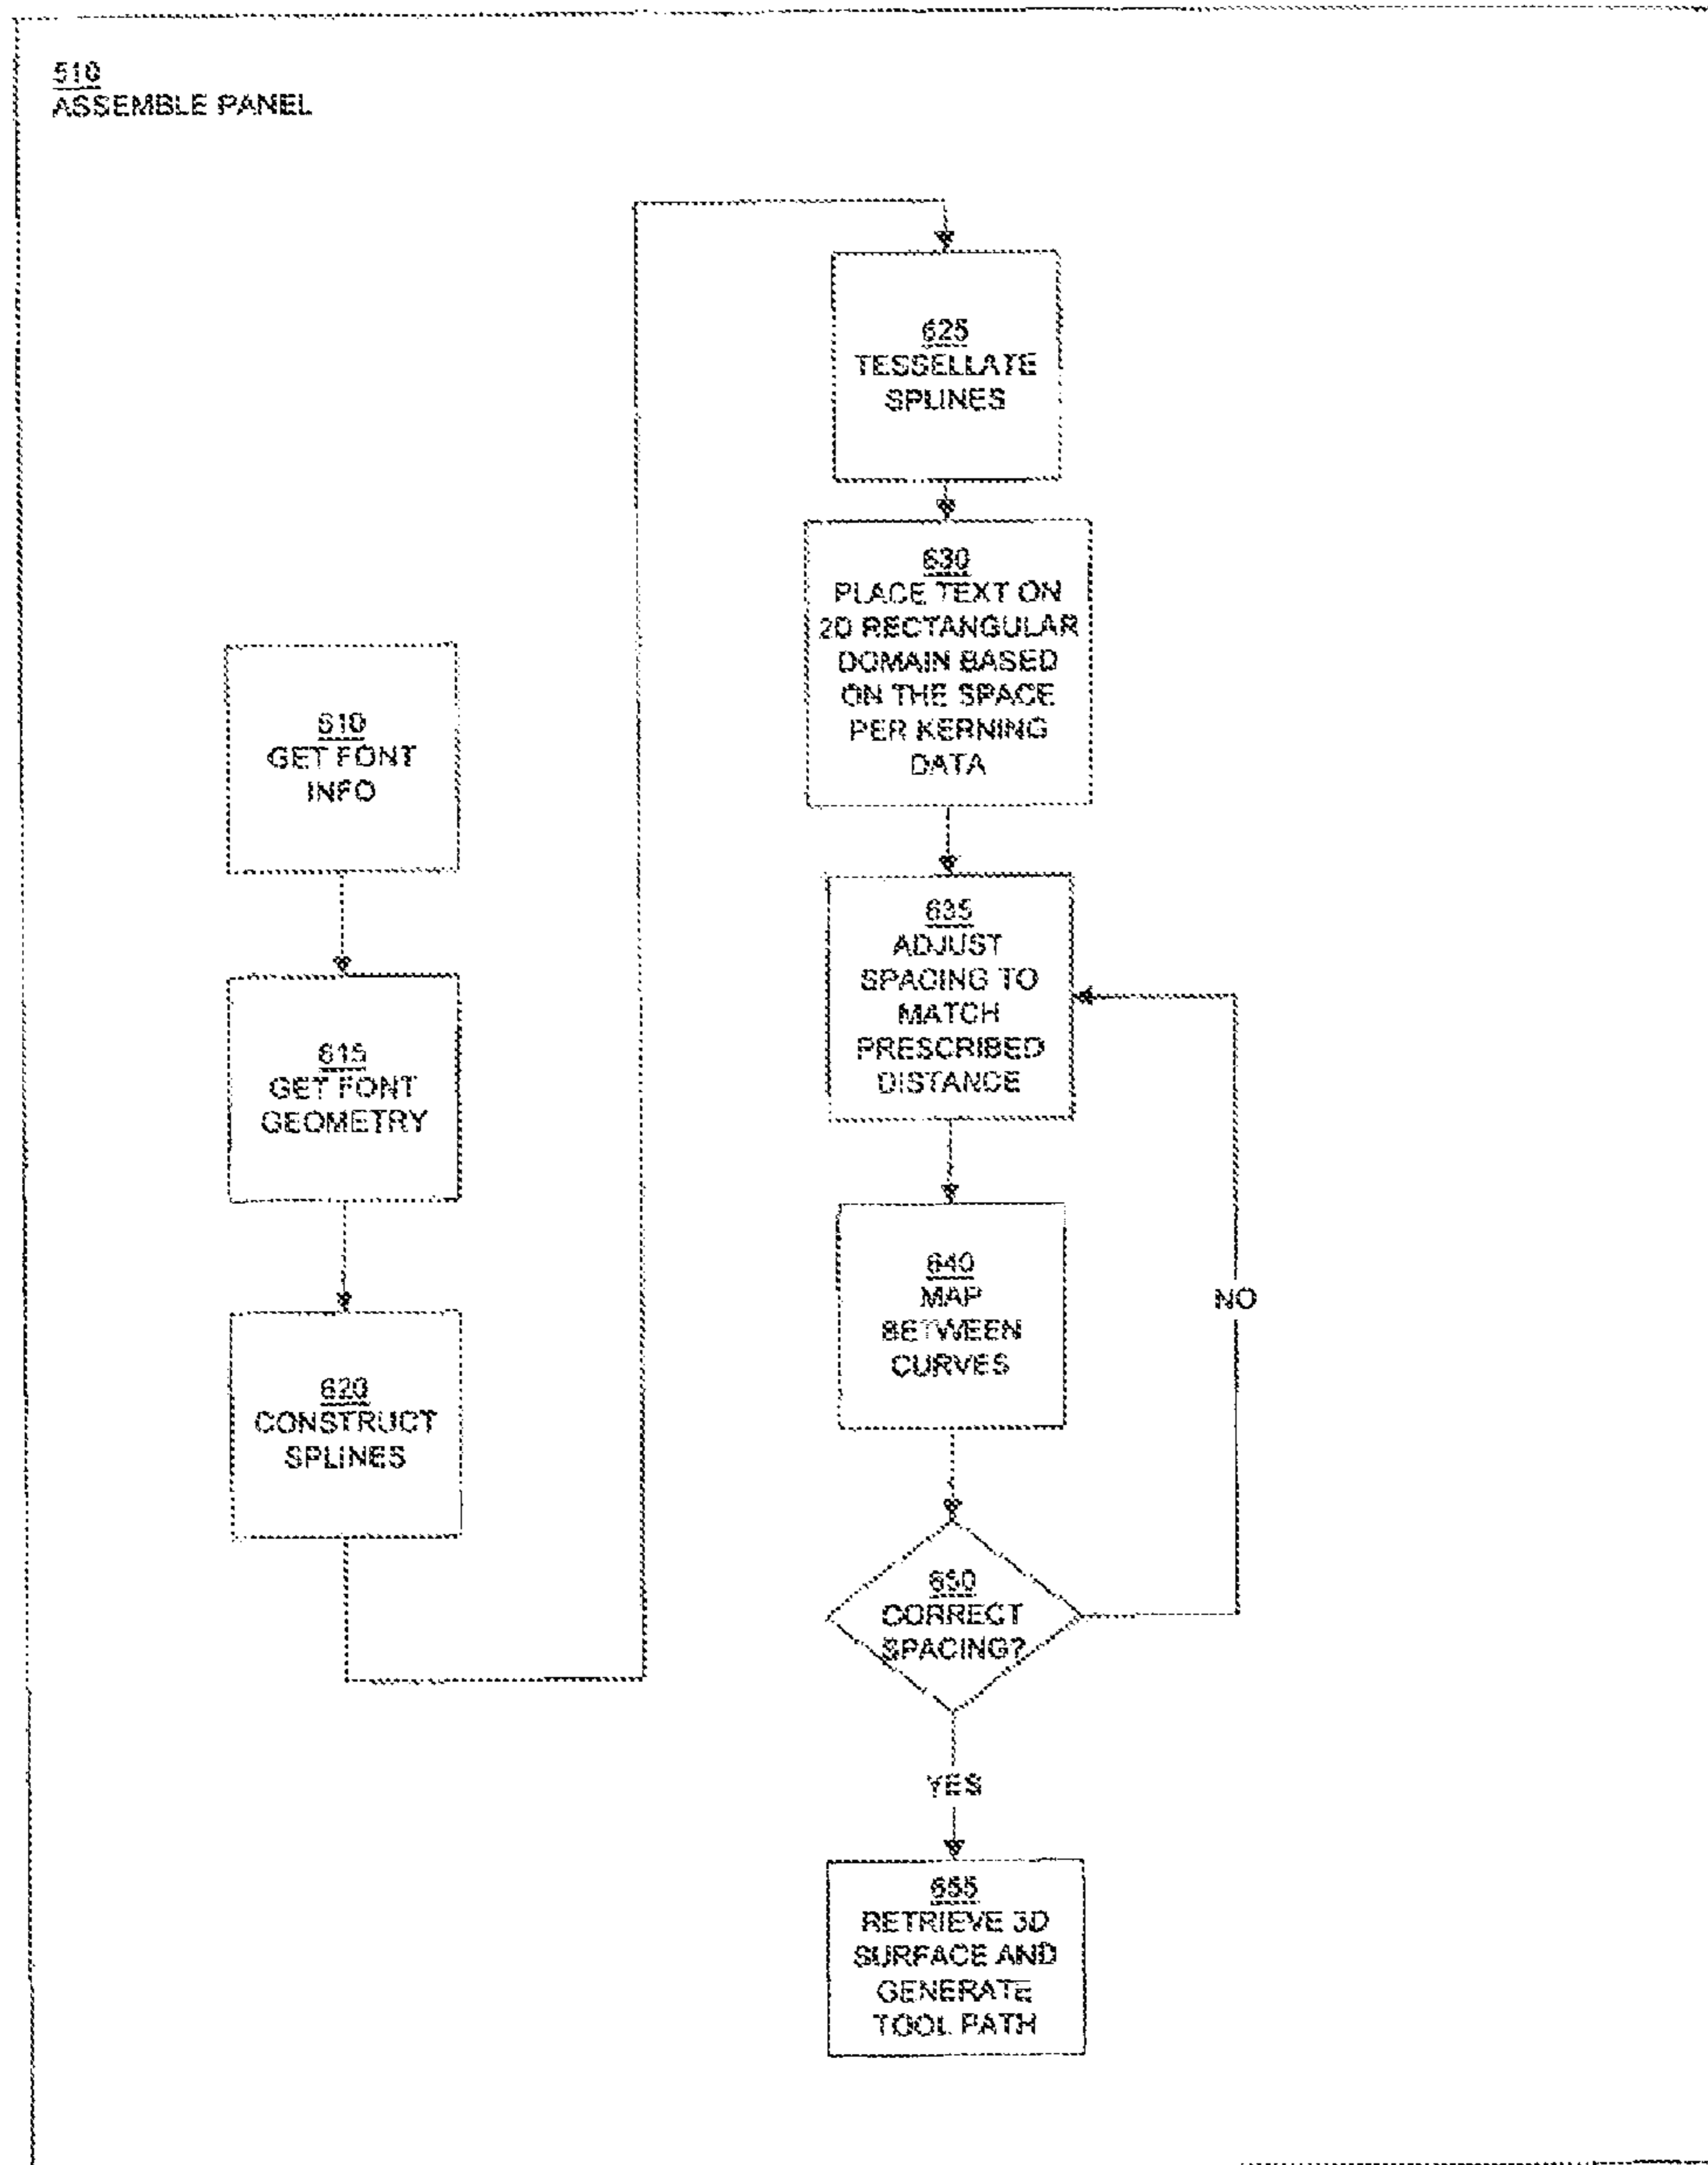 510
ASSEMBLE PANEL
610
GET FONT
INFO
615
GET FONT
GEOMETRY
620
CONSTRUCT
SPLINES
625
TESSELLATE
SPLINES
630
PLACE TEXT ON
2D RECTANGULAR
DOMAIN BASED
ON THE SPACE
PER KERNING
DATA
635
ADJUST
SPACING TO
MATCH
PRESCRIBED
DISTANCE
640
MAP
BETWEEN
CURVES
NO
650
CORRECT
SPACING?
YES
655
RETRIEVE 3D
SURFACE AND
GENERATE
TOOL PATH